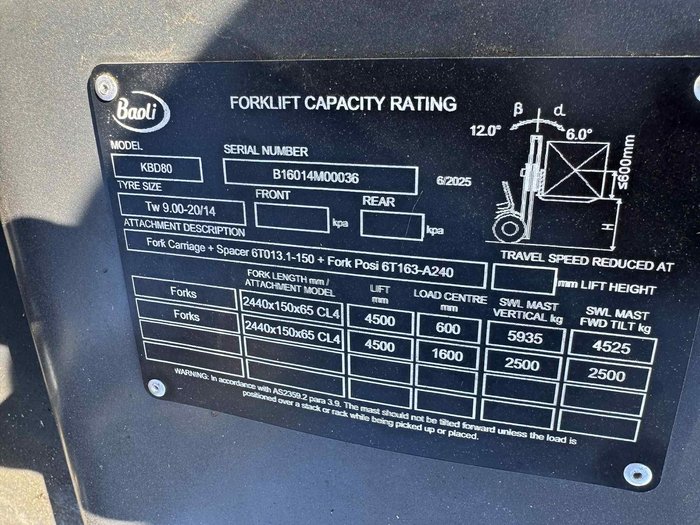 Baoli
FORKLIFT CAPACITY RATING
β α
12.0° 6.0°
≤600mm
H
MODEL
KBD80
SERIAL NUMBER
B16014M00036
6/2025
TYRE SIZE
Tw 9.00-20/14
FRONT
kpa
REAR
kpa
ATTACHMENT DESCRIPTION
Fork Carriage + Spacer 6T013.1-150 + Fork Posi 6T163-A240
TRAVEL SPEED REDUCED AT
mm LIFT HEIGHT
FORK LENGTH mm / ATTACHMENT MODEL
LIFT mm
LOAD CENTRE mm
SWL MAST VERTICAL kg
SWL MAST FWD TILT kg
Forks 2440x150x65 CL4 4500 600 5935 4525
Forks 2440x150x65 CL4 4500 1600 2500 2500
WARNING: In accordance with AS2359.2 para 3.9. The mast should not be tilted forward unless the load is
positioned over a stack or rack while being picked up or placed.